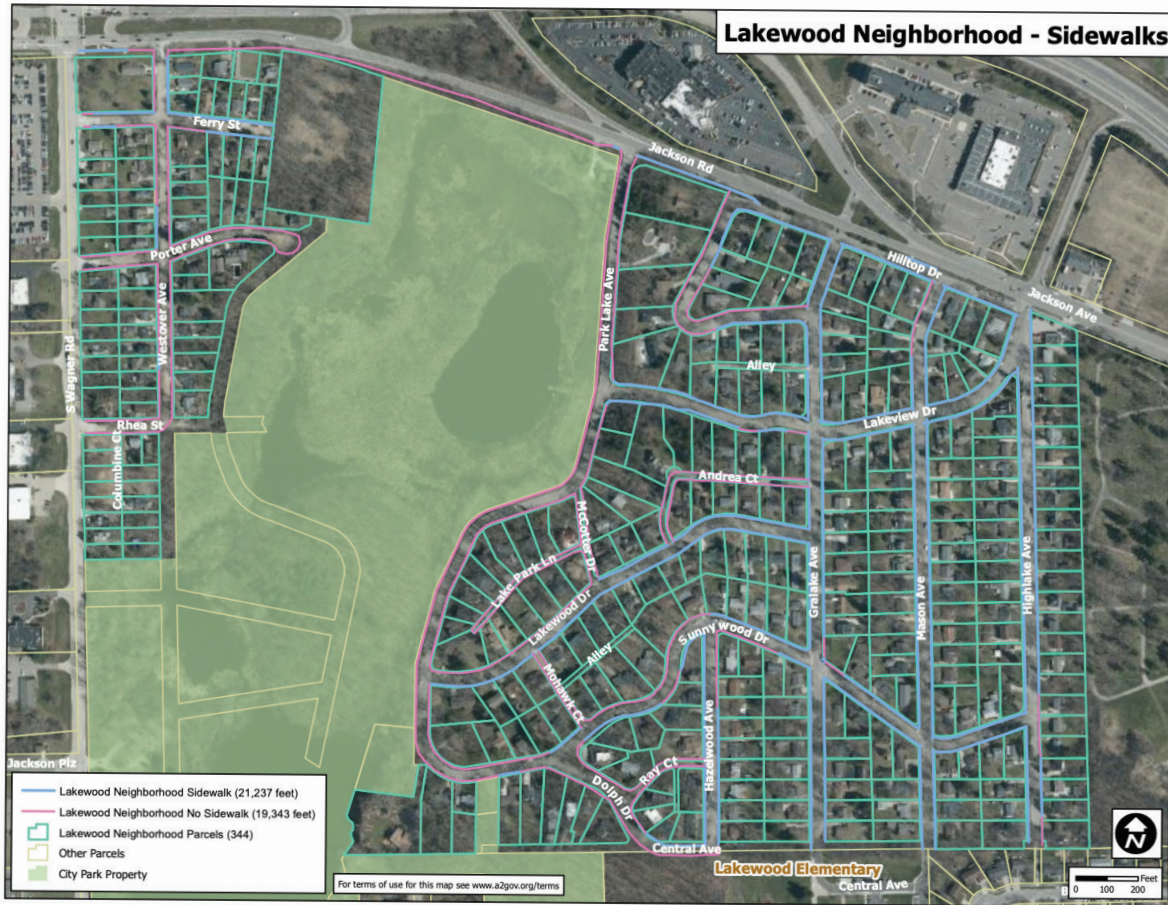 Lakewood Neighborhood - Sidewalks
Ferry St
Jackson Rd
Porter Ave
Hilltop Dr
Jackson Ave
Westover Ave
Park Lake Ave
S Wagner Rd
Alley
Lakeview Dr
Rhea St
Columbine Ct
Andrea Ct
McCotter Dr
Lake Park Ln
Gralake Ave
Mason Ave
Highlake Ave
Lakewood Dr
Sunnywood Dr
Alley
Mohawk Ct
Hazelwood Ave
Jackson Plz
Ray Ct
Dolph Dr
Central Ave
Lakewood Elementary
Central Ave
Lakewood Neighborhood Sidewalk (21,237 feet)
Lakewood Neighborhood No Sidewalk (19,343 feet)
Lakewood Neighborhood Parcels (344)
Other Parcels
City Park Property
For terms of use for this map see www.a2gov.org/terms
N
Feet
0 100 200